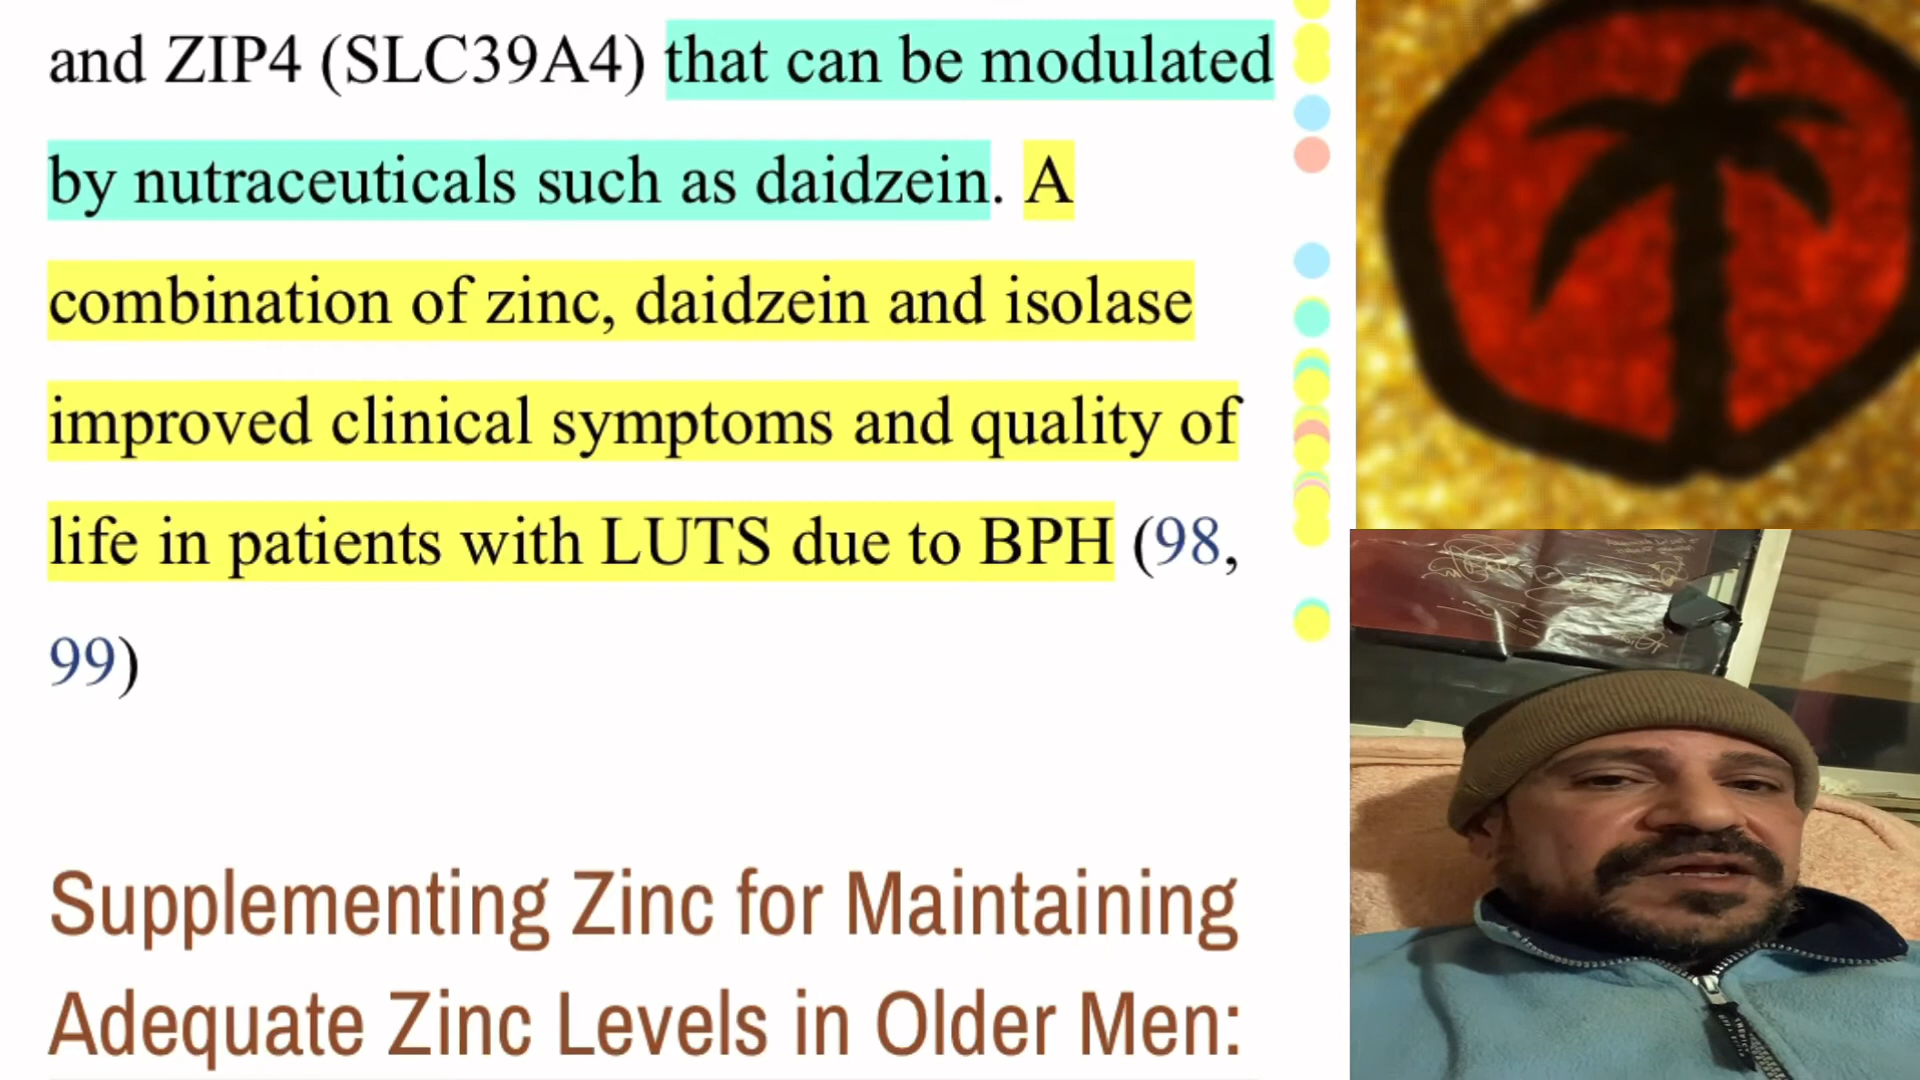 and ZIP4 (SLC39A4) that can be modulated
by nutraceuticals such as daidzein. A
combination of zinc, daidzein and isolase
improved clinical symptoms and quality of
life in patients with LUTS due to BPH (98,
99)
Supplementing Zinc for Maintaining
Adequate Zinc Levels in Older Men: